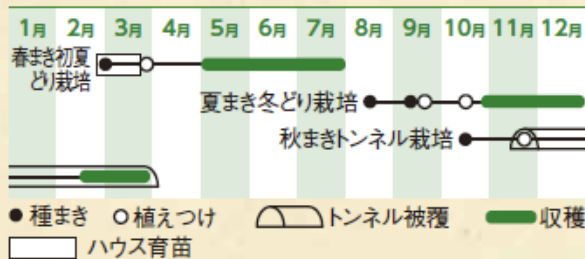 1月 2月 3月 4月 5月 6月 7月 8月 9月 10月 11月 12月
春まき初夏
どり栽培
夏まき冬どり栽培
秋まきトンネル栽培
種まき 植えつけ トンネル被覆 収穫
ハウス育苗